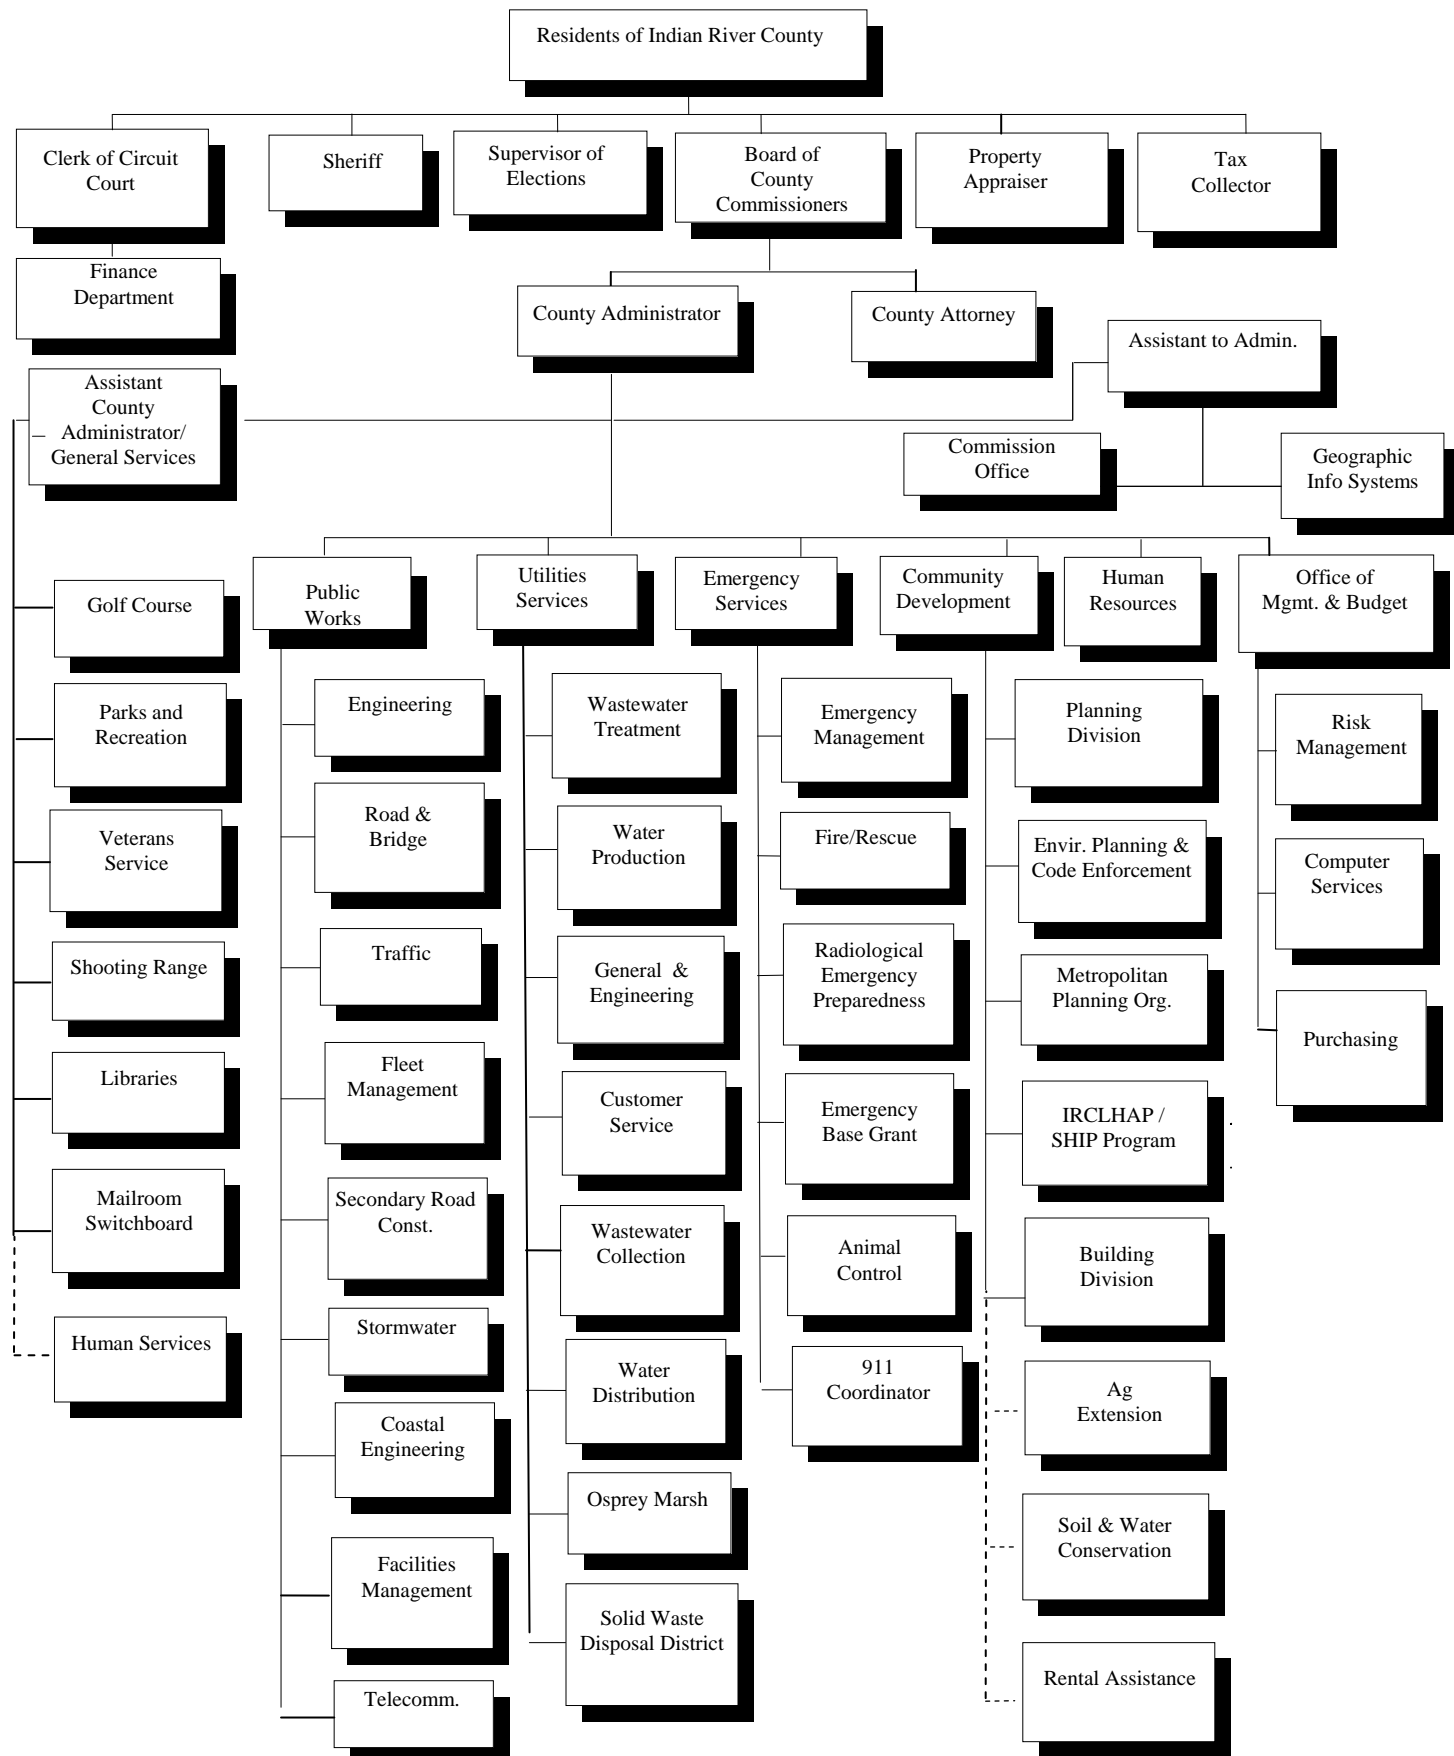 Residents of Indian River County
Clerk of Circuit
Court
Sheriff
Supervisor of
Elections
Board of
County
Commissioners
Property
Appraiser
Tax
Collector
Finance
Department
County Administrator
County Attorney
Assistant to Admin.
Assistant
County
Administrator/
General Services
Commission
Office
Geographic
Info Systems
Public
Works
Utilities
Services
Emergency
Services
Community
Development
Human
Resources
Office of
Mgmt. & Budget
Golf Course
Parks and
Recreation
Veterans
Service
Shooting Range
Libraries
Mailroom
Switchboard
Human Services
Engineering
Road &
Bridge
Traffic
Fleet
Management
Secondary Road
Const.
Stormwater
Coastal
Engineering
Facilities
Management
Telecomm.
Wastewater
Treatment
Water
Production
General &
Engineering
Customer
Service
Wastewater
Collection
Water
Distribution
Osprey Marsh
Solid Waste
Disposal District
Emergency
Management
Fire/Rescue
Radiological
Emergency
Preparedness
Emergency
Base Grant
Animal
Control
911
Coordinator
Planning
Division
Envir. Planning &
Code Enforcement
Metropolitan
Planning Org.
IRCLHAP /
SHIP Program
Building
Division
Ag
Extension
Soil & Water
Conservation
Rental Assistance
Risk
Management
Computer
Services
Purchasing